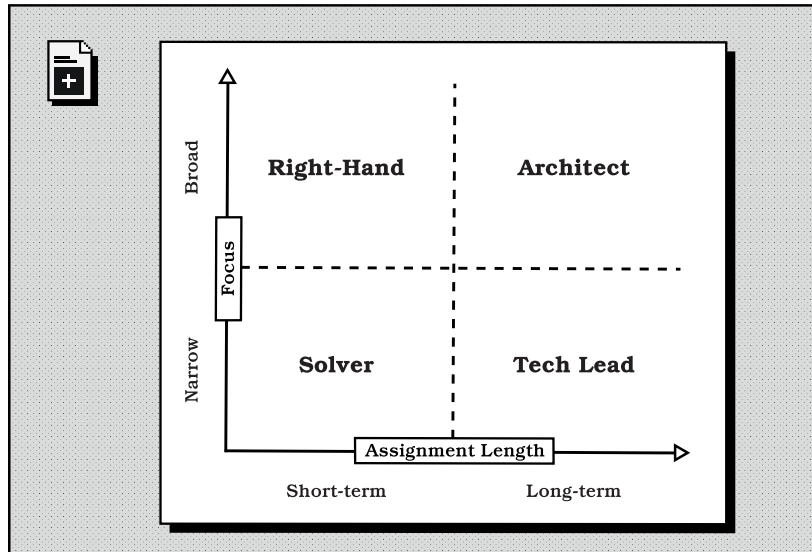 Broad
Right-Hand
Architect
Focus
Narrow
Solver
Tech Lead
Assignment Length
Short-term
Long-term